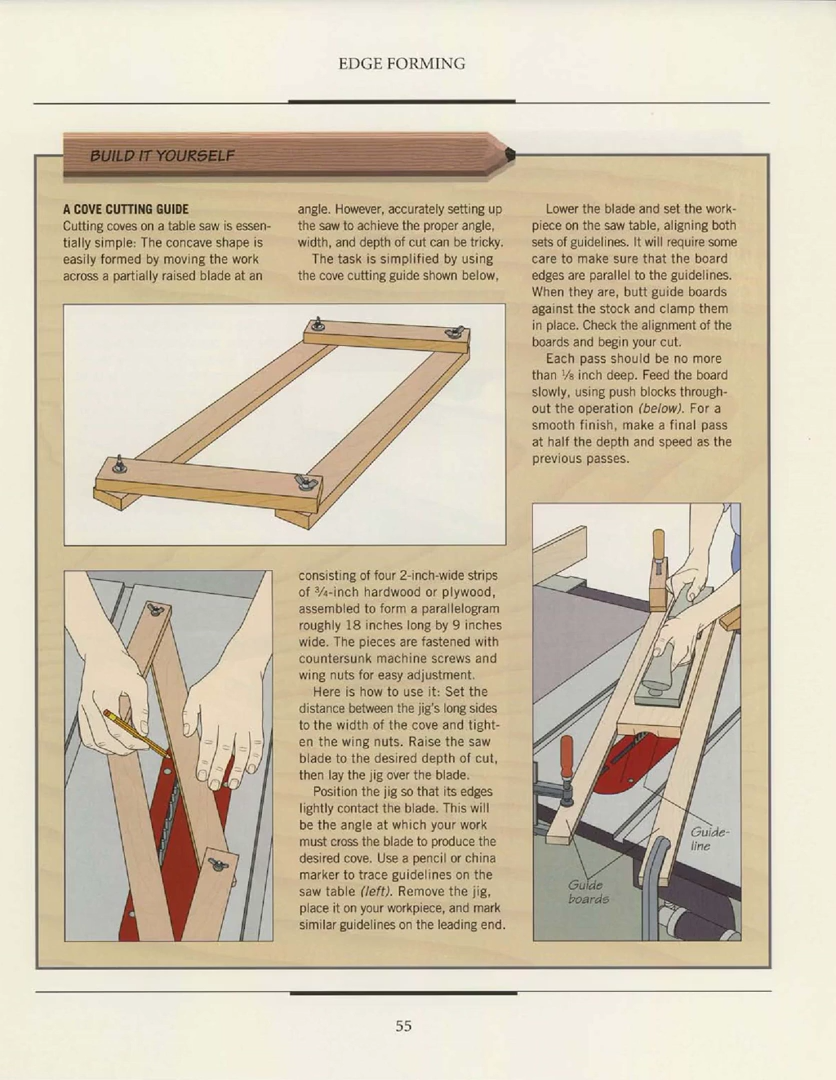 EDGE FORMING
BUILD IT YOURSELF
A COVE CUTTING GUIDE
Cutting coves on a table saw is essen-
tially simple: The concave shape is
easily formed by moving the work
across a partially raised blade at an
angle. However, accurately setting up
the saw to achieve the proper angle,
width, and depth of cut can be tricky.
The task is simplified by using
the cove cutting guide shown below,
consisting of four 2-inch-wide strips
of ¾-inch hardwood or plywood,
assembled to form a parallelogram
roughly 18 inches long by 9 inches
wide. The pieces are fastened with
countersunk machine screws and
wing nuts for easy adjustment.
Here is how to use it: Set the
distance between the jig's long sides
to the width of the cove and tight-
en the wing nuts. Raise the saw
blade to the desired depth of cut,
then lay the jig over the blade.
Position the jig so that its edges
lightly contact the blade. This will
be the angle at which your work
must cross the blade to produce the
desired cove. Use a pencil or china
marker to trace guidelines on the
saw table (left). Remove the jig,
place it on your workpiece, and mark
similar guidelines on the leading end.
Lower the blade and set the work-
piece on the saw table, aligning both
sets of guidelines. It will require some
care to make sure that the board
edges are parallel to the guidelines.
When they are, butt guide boards
against the stock and clamp them
in place. Check the alignment of the
boards and begin your cut.
Each pass should be no more
than ⅛ inch deep. Feed the board
slowly, using push blocks through-
out the operation (below). For a
smooth finish, make a final pass
at half the depth and speed as the
previous passes.
Guide-
line
Guide
boards
55